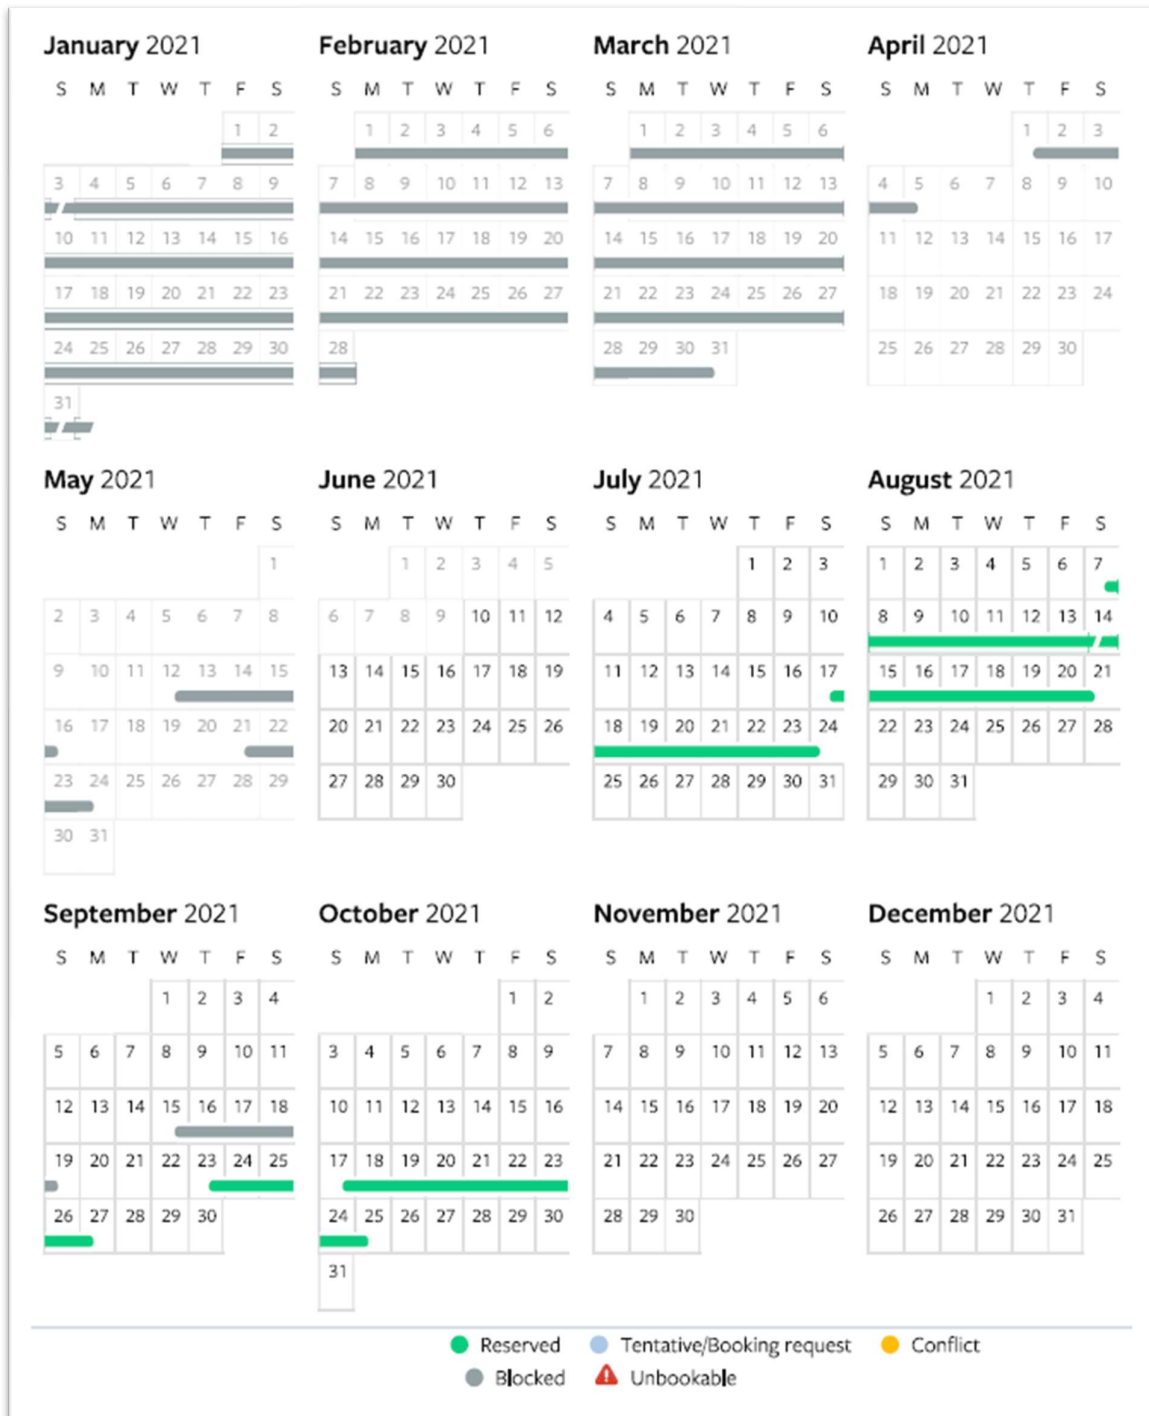 January 2021
S M T W T F S
1 2
3 4 5 6 7 8 9
10 11 12 13 14 15 16
17 18 19 20 21 22 23
24 25 26 27 28 29 30
31
February 2021
S M T W T F S
1 2 3 4 5 6
7 8 9 10 11 12 13
14 15 16 17 18 19 20
21 22 23 24 25 26 27
28
March 2021
S M T W T F S
1 2 3 4 5 6
7 8 9 10 11 12 13
14 15 16 17 18 19 20
21 22 23 24 25 26 27
28 29 30 31
April 2021
S M T W T F S
1 2 3
4 5 6 7 8 9 10
11 12 13 14 15 16 17
18 19 20 21 22 23 24
25 26 27 28 29 30
May 2021
S M T W T F S
1
2 3 4 5 6 7 8
9 10 11 12 13 14 15
16 17 18 19 20 21 22
23 24 25 26 27 28 29
30 31
June 2021
S M T W T F S
1 2 3 4 5
6 7 8 9 10 11 12
13 14 15 16 17 18 19
20 21 22 23 24 25 26
27 28 29 30
July 2021
S M T W T F S
1 2 3
4 5 6 7 8 9 10
11 12 13 14 15 16 17
18 19 20 21 22 23 24
25 26 27 28 29 30 31
August 2021
S M T W T F S
1 2 3 4 5 6 7
8 9 10 11 12 13 14
15 16 17 18 19 20 21
22 23 24 25 26 27 28
29 30 31
September 2021
S M T W T F S
1 2 3 4
5 6 7 8 9 10 11
12 13 14 15 16 17 18
19 20 21 22 23 24 25
26 27 28 29 30
October 2021
S M T W T F S
1 2
3 4 5 6 7 8 9
10 11 12 13 14 15 16
17 18 19 20 21 22 23
24 25 26 27 28 29 30
31
November 2021
S M T W T F S
1 2 3 4 5 6
7 8 9 10 11 12 13
14 15 16 17 18 19 20
21 22 23 24 25 26 27
28 29 30
December 2021
S M T W T F S
1 2 3 4
5 6 7 8 9 10 11
12 13 14 15 16 17 18
19 20 21 22 23 24 25
26 27 28 29 30 31
Reserved Tentative/Booking request Conflict
Blocked Unbookable